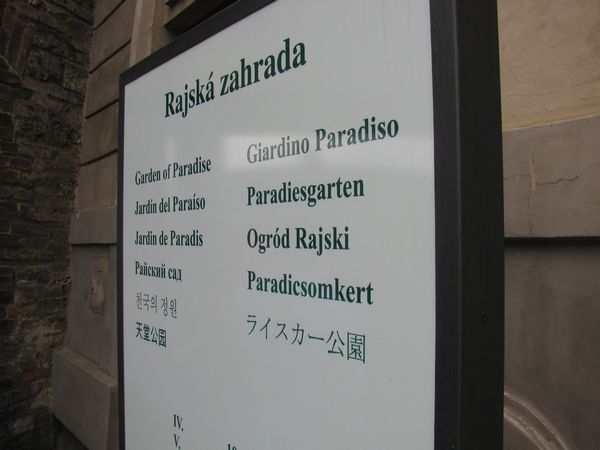 Rajská zahrada
Garden of Paradise
Jardín del Paraíso
Jardin de Paradis
Райский сад
천국의 정원
天堂公园
Giardino Paradiso
Paradiesgarten
Ogród Rajski
Paradicsomkert
ライスカー公園
IV.
V.